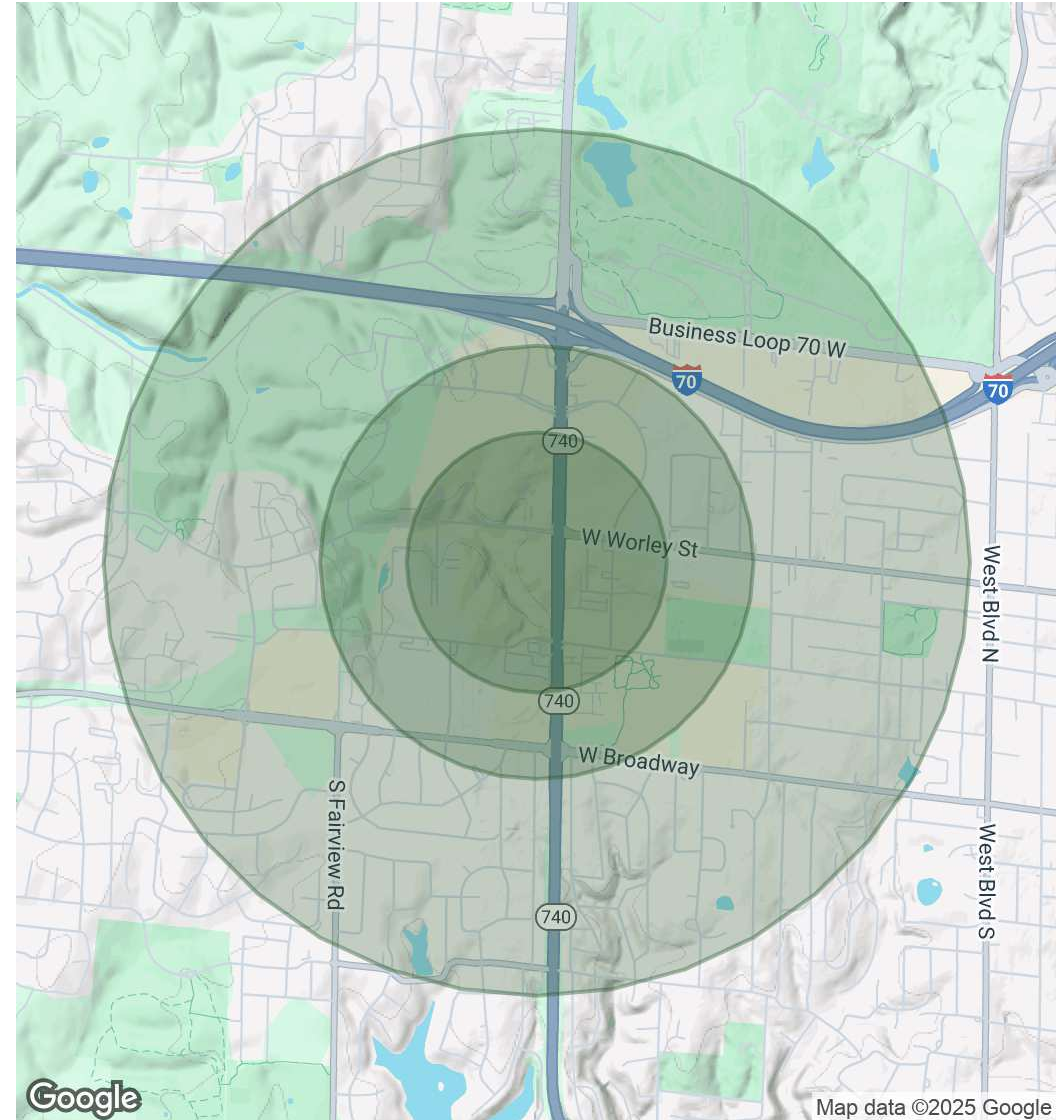 Business Loop 70 W
70
70
740
W Worley St
West Blvd N
740
W Broadway
S Fairview Rd
West Blvd S
740
Google
Map data ©2025 Google